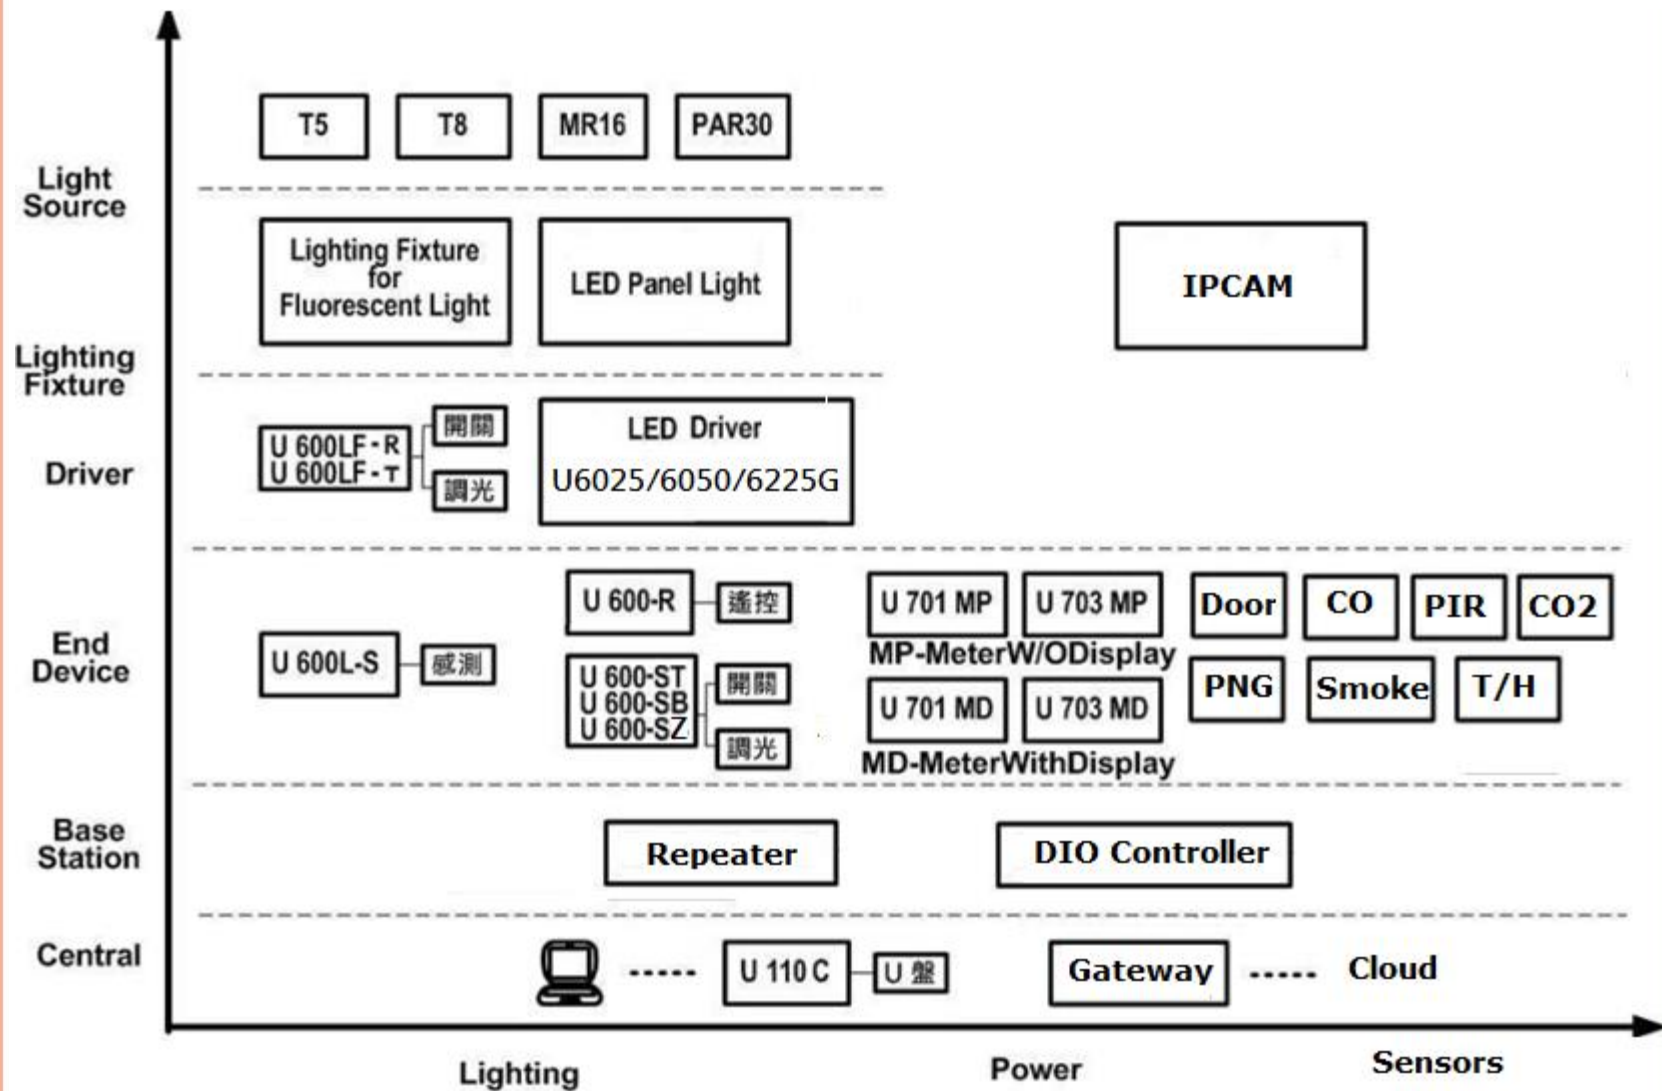 T5
T8
MR16
PAR30
Light
Source
Lighting Fixture
for
Fluorescent Light
LED Panel Light
IPCAM
Lighting
Fixture
Driver
U 600LF-R
U 600LF-T
開關
調光
LED Driver
U6025/6050/6225G
End
Device
U 600L-S
感測
U 600-R
遙控
U 600-ST
U 600-SB
U 600-SZ
開關
調光
U 701 MP
U 703 MP
MP-MeterW/ODisplay
U 701 MD
U 703 MD
MD-MeterWithDisplay
Door
CO
PIR
CO2
PNG
Smoke
T/H
Base
Station
Repeater
DIO Controller
Central
U 110 C
U 盤
Gateway
Cloud
Lighting
Power
Sensors